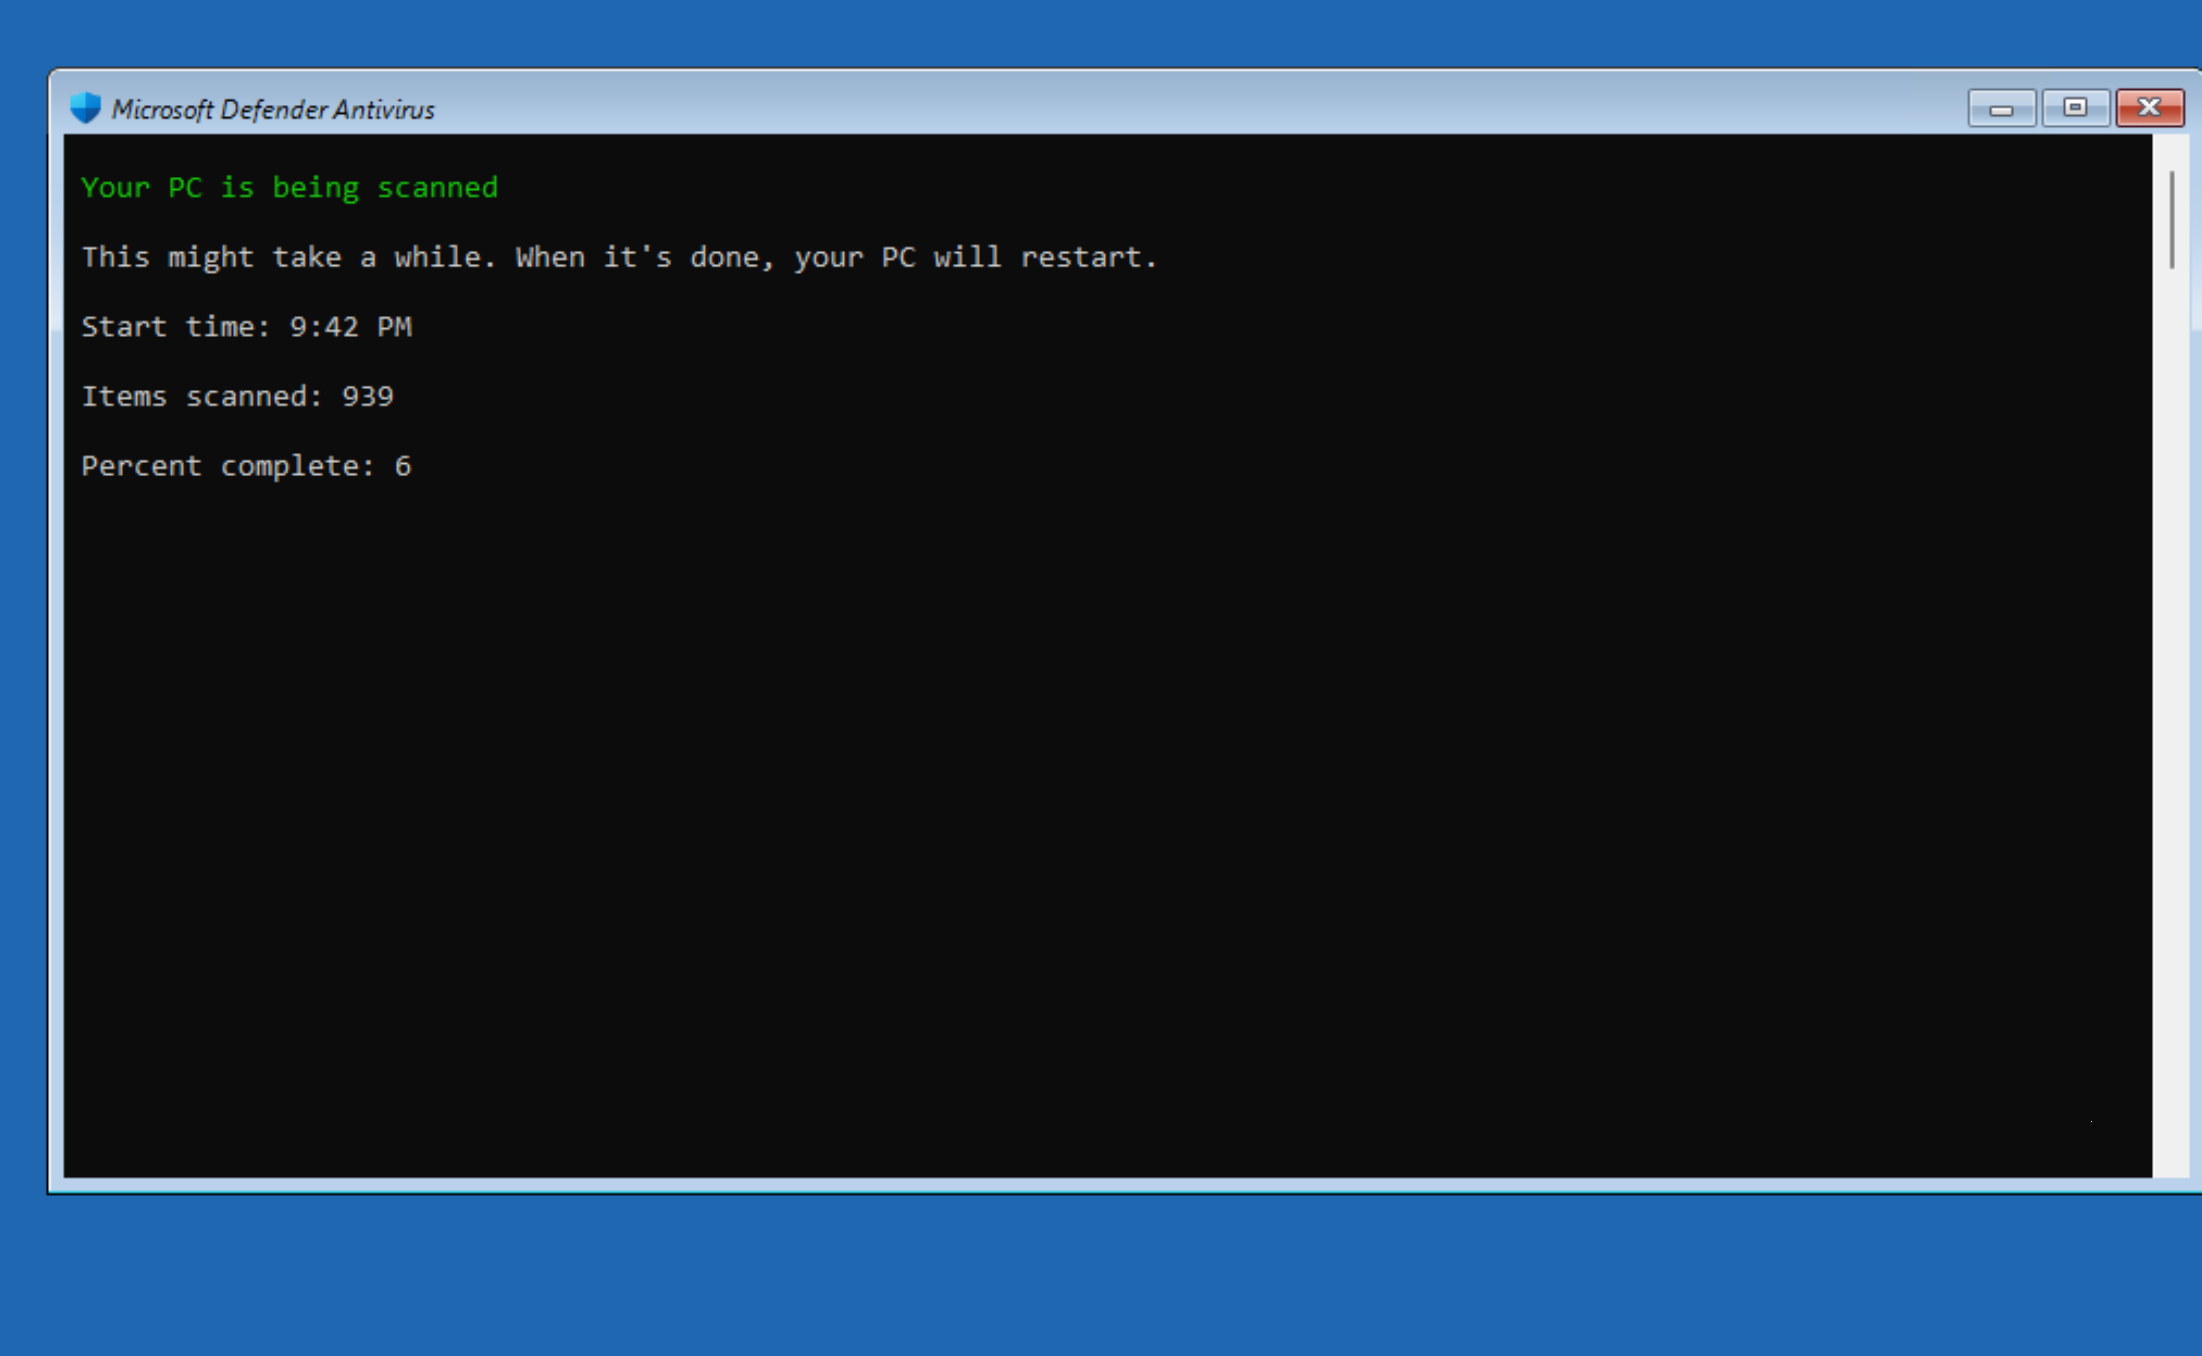 Microsoft Defender Antivirus
Your PC is being scanned
This might take a while. When it's done, your PC will restart.
Start time: 9:42 PM
Items scanned: 939
Percent complete: 6